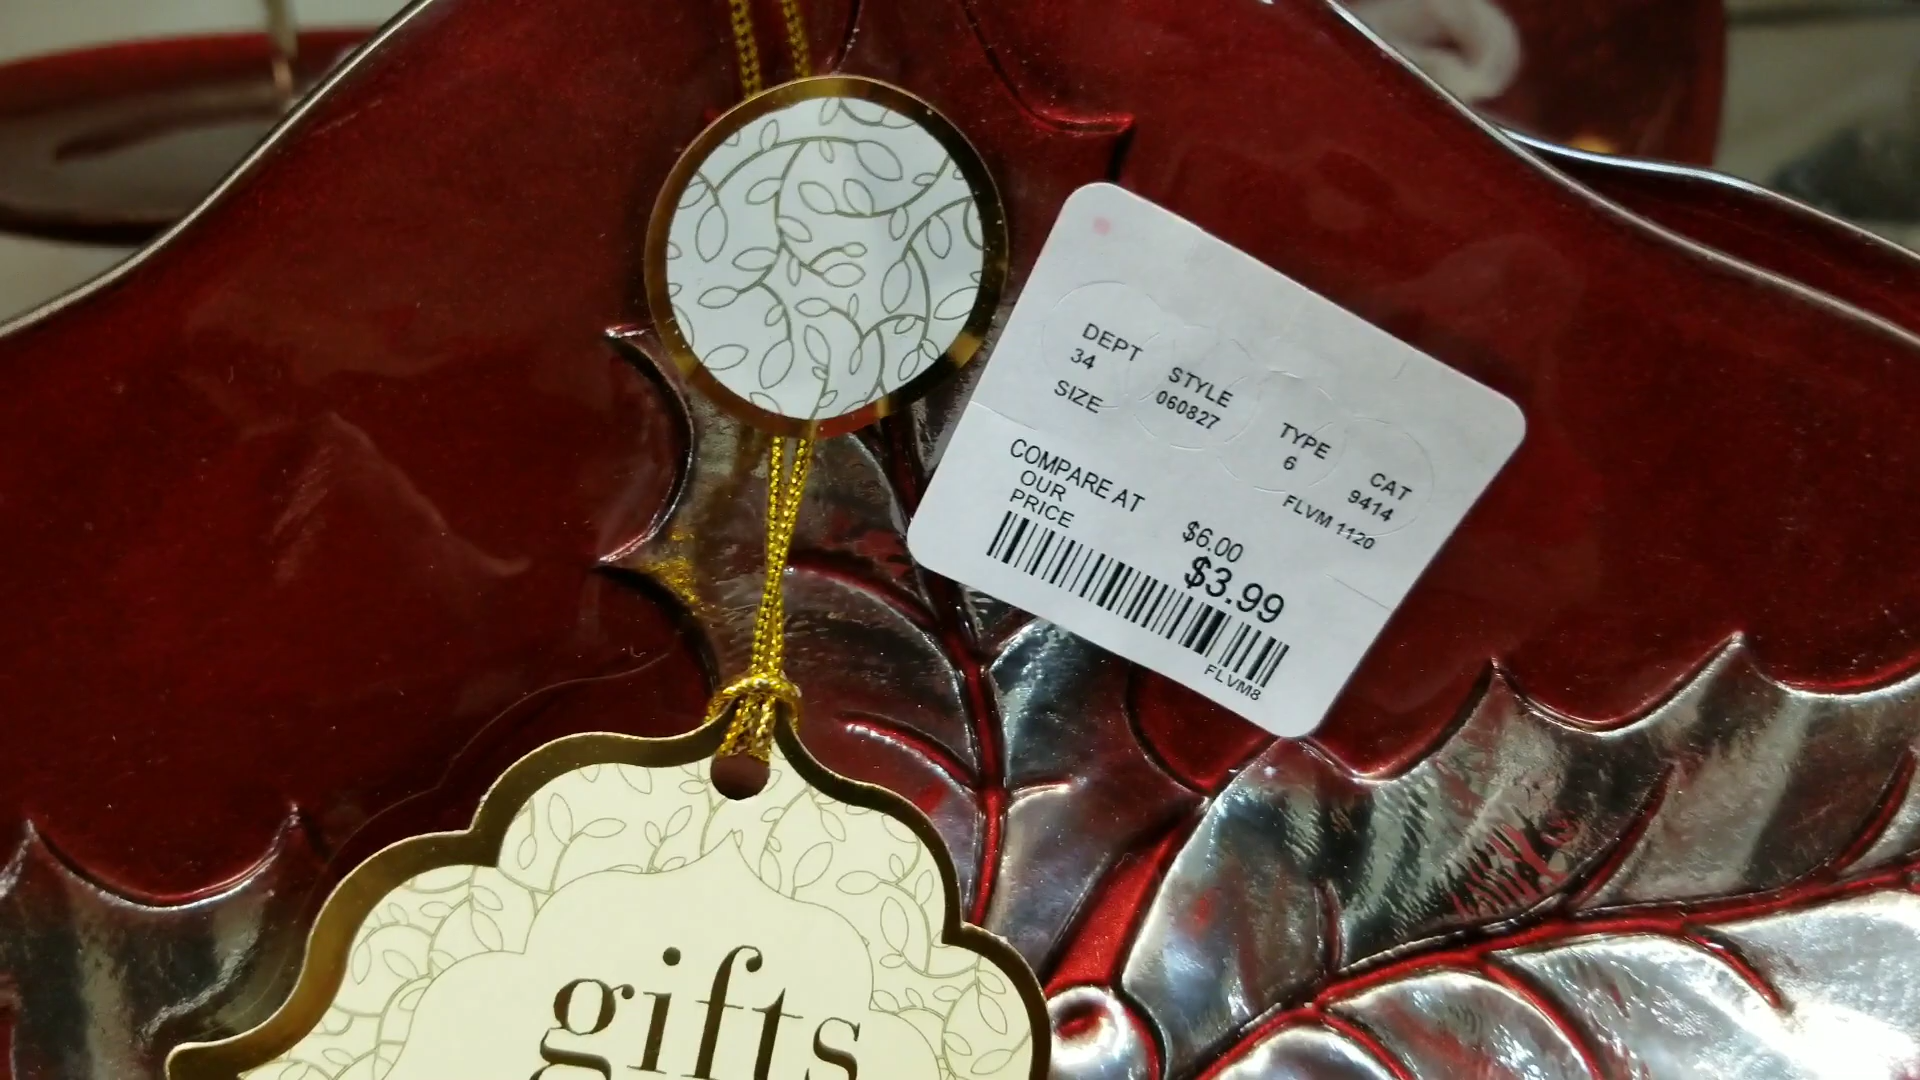 DEPT STYLE TYPE CAT
34 060827 6 9414
SIZE FLVM 1120
COMPARE AT $6.00
OUR
PRICE $3.99
FLVM8
gifts